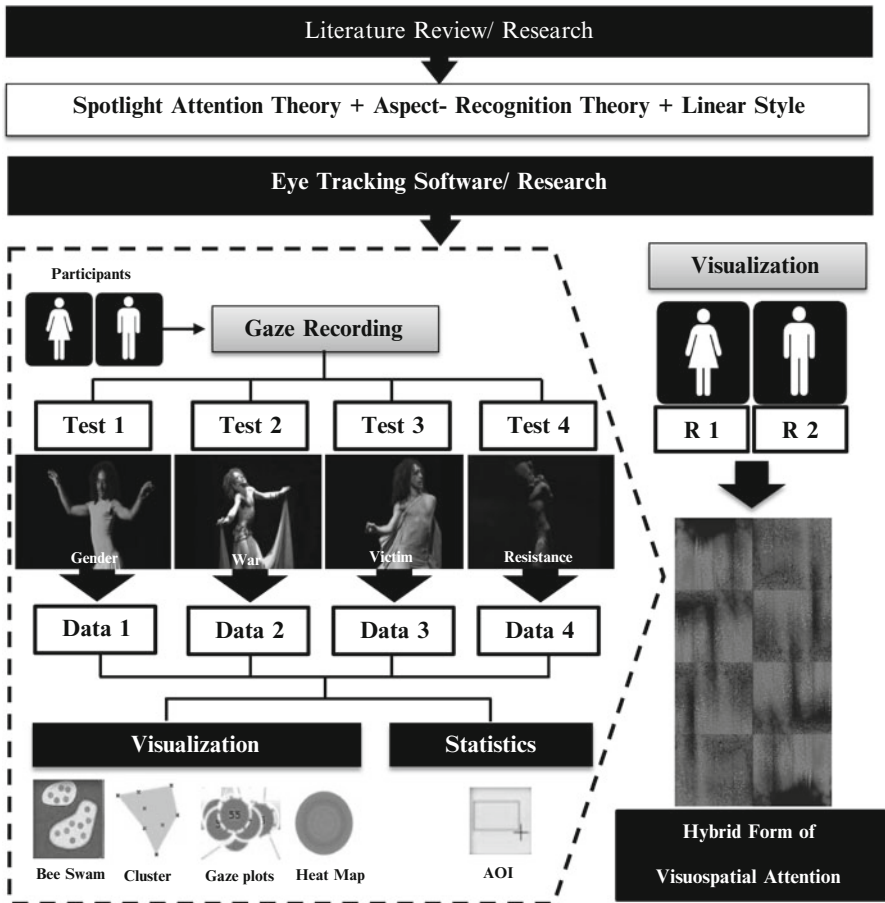 Literature Review/ Research
Spotlight Attention Theory + Aspect- Recognition Theory + Linear Style
Eye Tracking Software/ Research
Participants
Gaze Recording
Test 1
Test 2
Test 3
Test 4
Gender
War
Victim
Resistance
Data 1
Data 2
Data 3
Data 4
Visualization
Statistics
Bee Swam
Cluster
Gaze plots
Heat Map
AOI
Visualization
R 1
R 2
Hybrid Form of
Visuospatial Attention